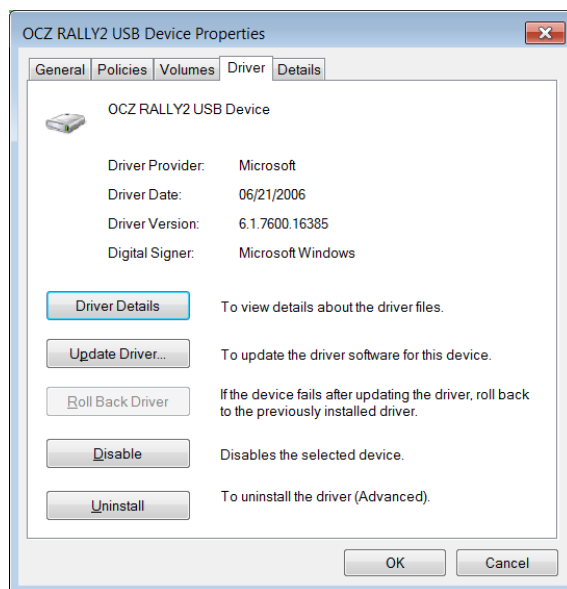 OCZ RALLY2 USB Device Properties
General Policies Volumes Driver Details
OCZ RALLY2 USB Device
Driver Provider: Microsoft
Driver Date: 06/21/2006
Driver Version: 6.1.7600.16385
Digital Signer: Microsoft Windows
Driver Details To view details about the driver files.
Update Driver... To update the driver software for this device.
Roll Back Driver If the device fails after updating the driver, roll back
to the previously installed driver.
Disable Disables the selected device.
Uninstall To uninstall the driver (Advanced).
OK Cancel